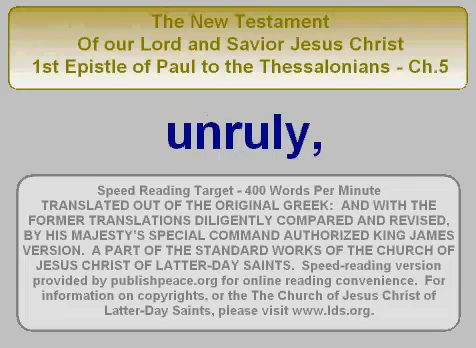 The New Testament
Of our Lord and Savior Jesus Christ
1st Epistle of Paul to the Thessalonians - Ch.5
unruly,
Speed Reading Target - 400 Words Per Minute
TRANSLATED OUT OF THE ORIGINAL GREEK:  AND WITH THE
FORMER TRANSLATIONS DILIGENTLY COMPARED AND REVISED,
BY HIS MAJESTY'S SPECIAL COMMAND AUTHORIZED KING JAMES
VERSION.  A PART OF THE STANDARD WORKS OF THE CHURCH OF
JESUS CHRIST OF LATTER-DAY SAINTS.  Speed-reading version
provided by publishpeace.org for online reading convenience.  For
information on copyrights, or the The Church of Jesus Christ of
Latter-Day Saints, please visit www.lds.org.